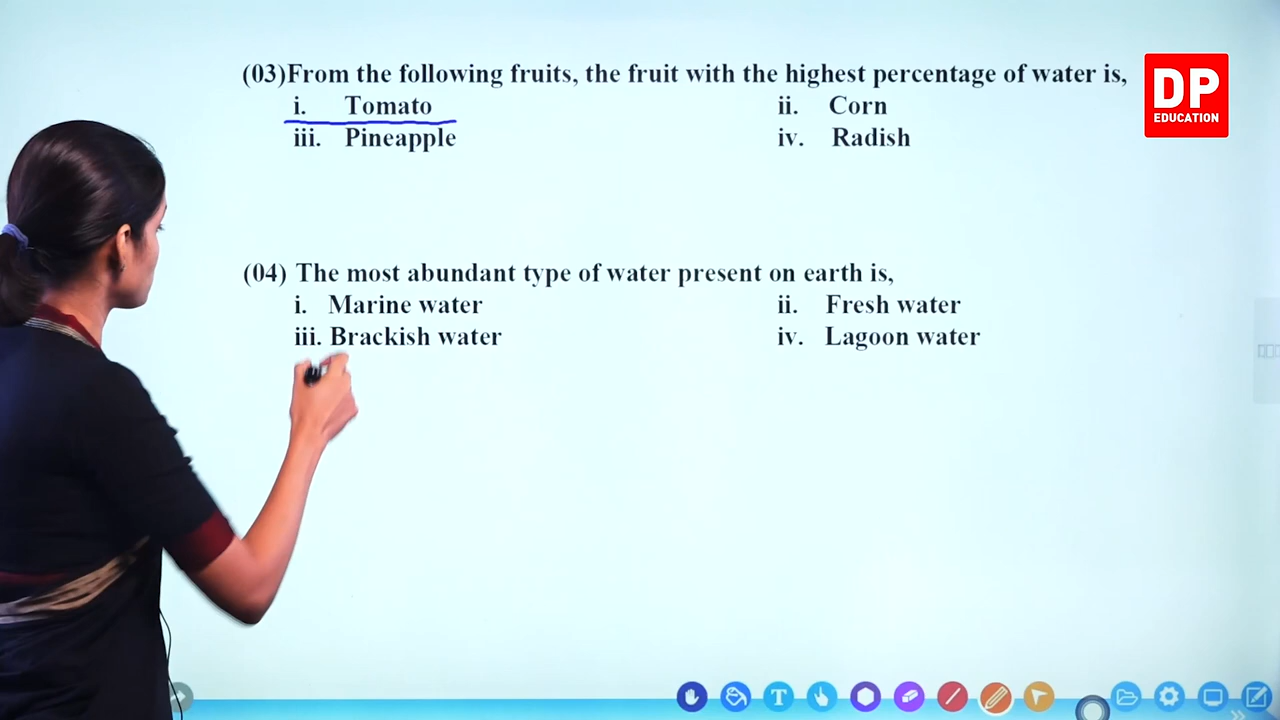 DP
EDUCATION
(03)From the following fruits, the fruit with the highest percentage of water is,
i. Tomato ii. Corn
iii. Pineapple iv. Radish
(04) The most abundant type of water present on earth is,
i. Marine water ii. Fresh water
iii. Brackish water iv. Lagoon water
T